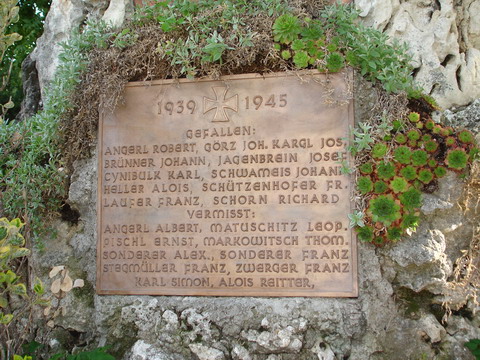 1939 1945
GEFALLEN:
ANGERL ROBERT, GÖRZ JOH. KARGL JOS.
BRÜNNER JOHANN, JAGENBREIN JOSEF
CYNIBULK KARL, SCHWAMEIS JOHANN
HELLER ALOIS, SCHÜTZENHOFER FR.
LAUFER FRANZ, SCHORN RICHARD
VERMISST:
ANGERL ALBERT, MATUSCHITZ LEOP.
PISCHL ERNST, MARKOWITSCH THOM.
SONDERER ALEX., SONDERER FRANZ
STEGMÜLLER FRANZ, ZWERGER FRANZ
KARL SIMON, ALOIS REITTER,